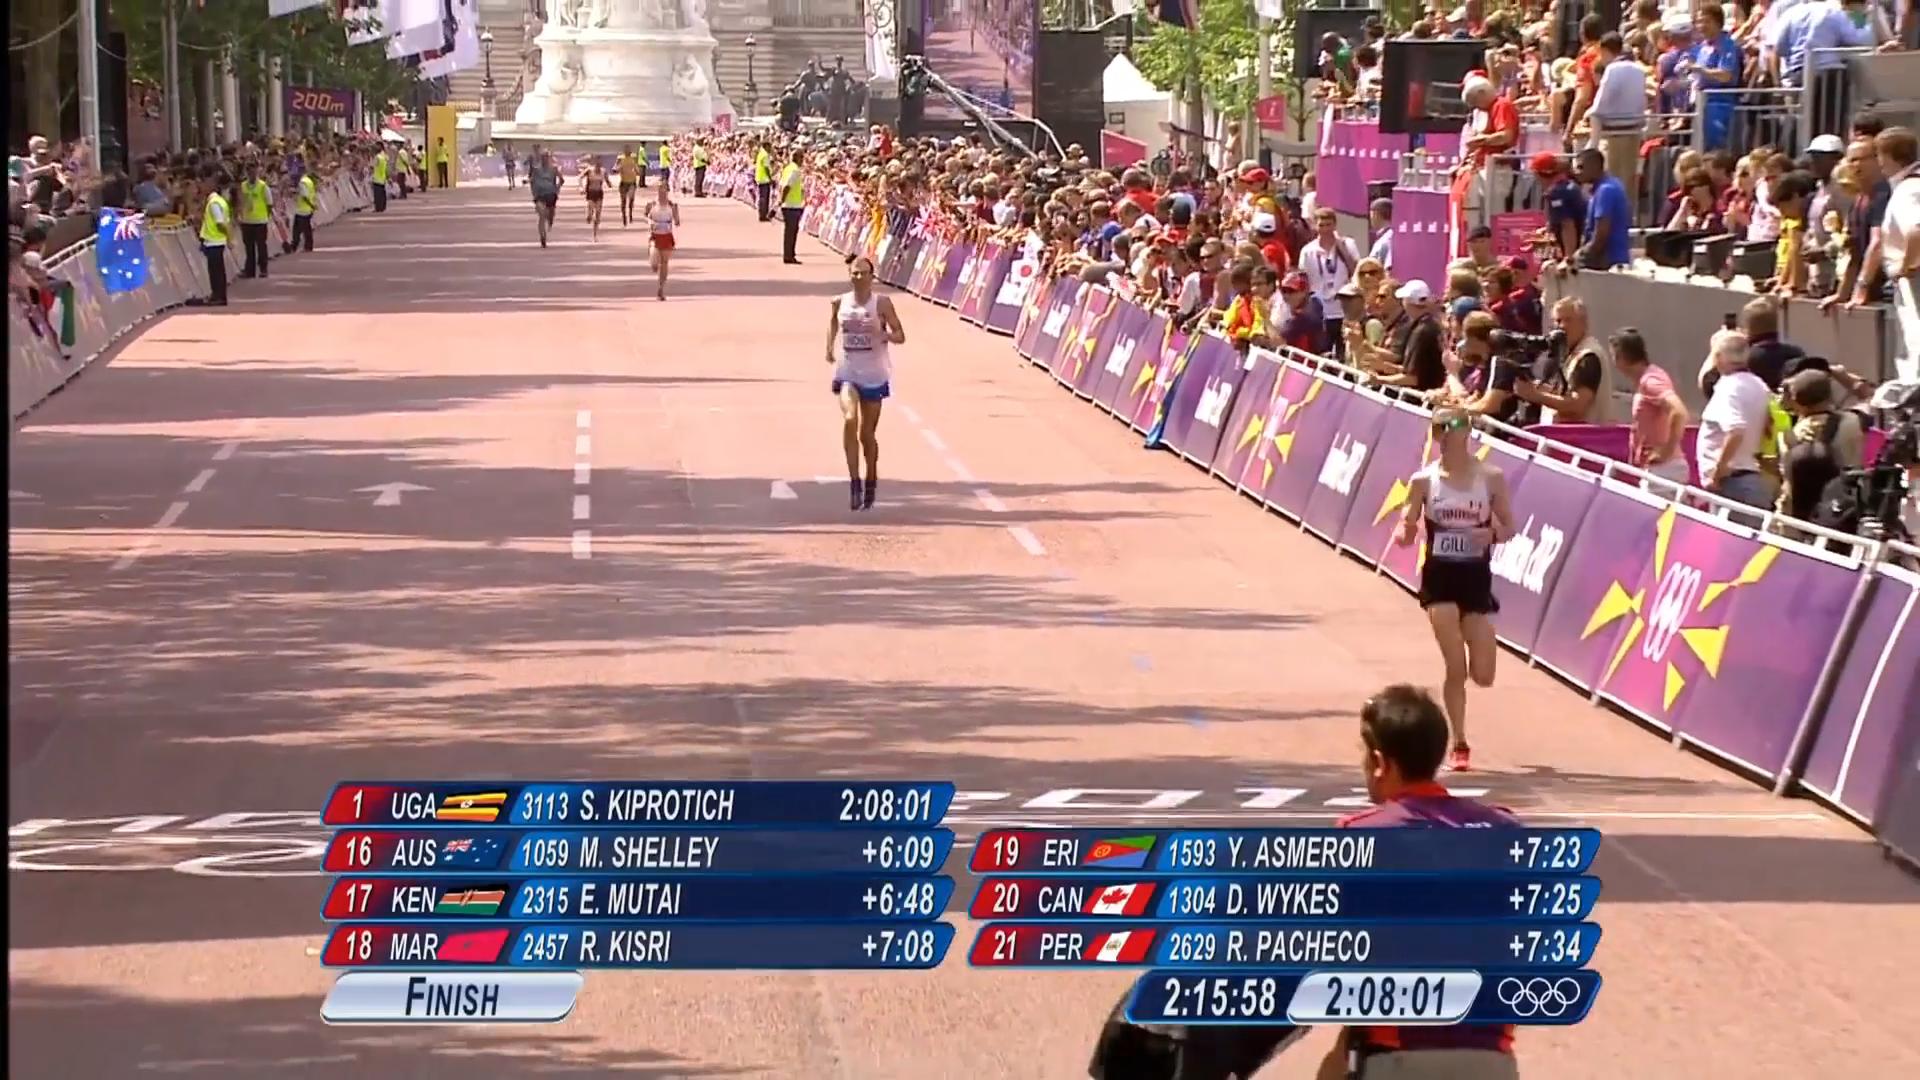 200m
CANADA
GILL
London 2012
1 UGA 3113 S. KIPROTICH 2:08:01
16 AUS 1059 M. SHELLEY +6:09
17 KEN 2315 E. MUTAI +6:48
18 MAR 2457 R. KISRI +7:08
19 ERI 1593 Y. ASMEROM +7:23
20 CAN 1304 D. WYKES +7:25
21 PER 2629 R. PACHECO +7:34
FINISH
2:15:58 2:08:01